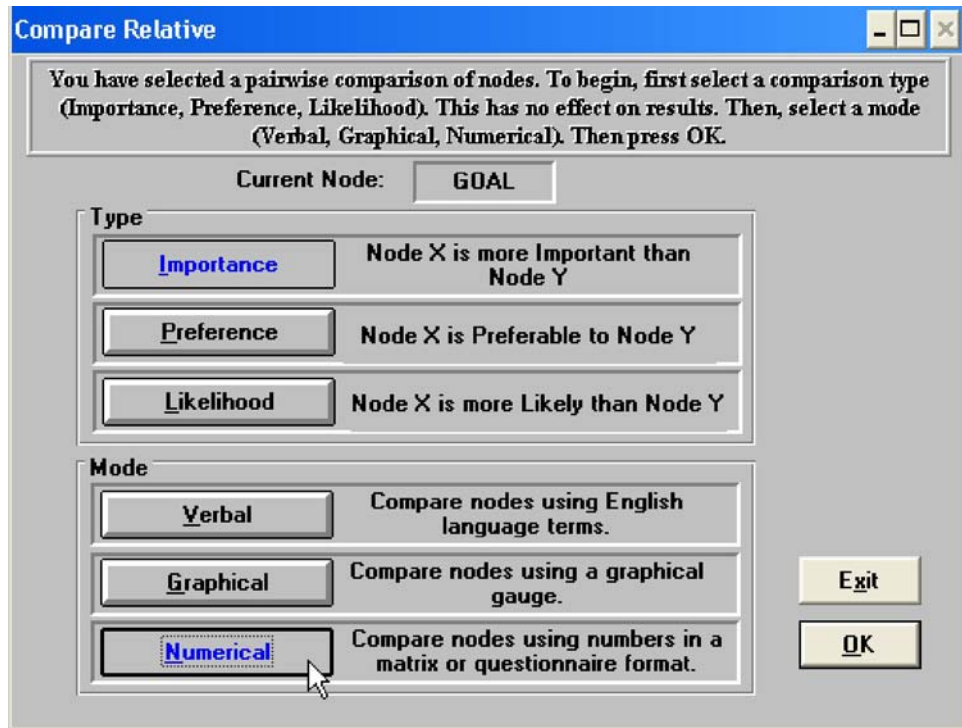 Compare Relative
You have selected a pairwise comparison of nodes. To begin, first select a comparison type
(Importance, Preference, Likelihood). This has no effect on results. Then, select a mode
(Verbal, Graphical, Numerical). Then press OK.
Current Node: GOAL
Type
Importance Node X is more Important than
Node Y
Preference Node X is Preferable to Node Y
Likelihood Node X is more Likely than Node Y
Mode
Verbal Compare nodes using English
language terms.
Graphical Compare nodes using a graphical
gauge.
Exit
Numerical Compare nodes using numbers in a
matrix or questionnaire format.
OK